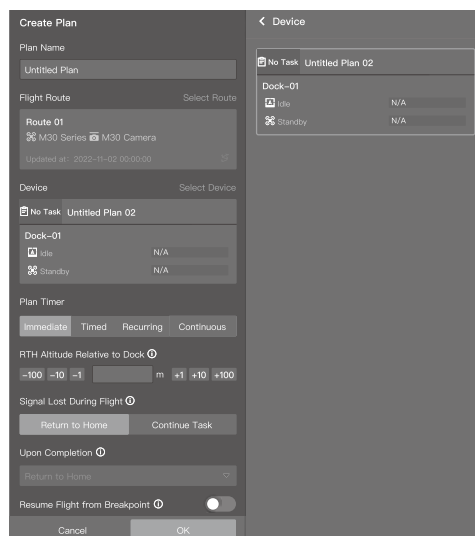 Create Plan
Plan Name
Untitled Plan
Flight Route Select Route
Route 01
M30 Series M30 Camera
Updated at: 2022-11-02 00:00:00
Device Select Device
No Task Untitled Plan 02
Dock-01
Idle N/A
Standby N/A
Plan Timer
Immediate Timed Recurring Continuous
RTH Altitude Relative to Dock
-100 -10 -1 m +1 +10 +100
Signal Lost During Flight
Return to Home Continue Task
Upon Completion
Return to Home
Resume Flight from Breakpoint
Cancel OK
Device
No Task Untitled Plan 02
Dock-01
Idle N/A
Standby N/A